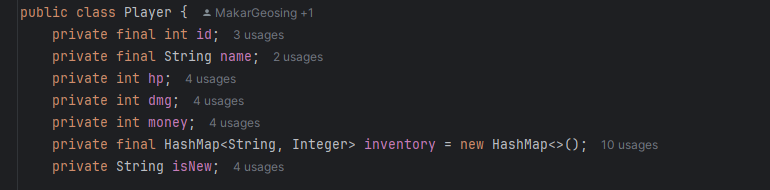 public class Player { MakarGeosing +1
private final int id; 3 usages
private final String name; 2 usages
private int hp; 4 usages
private int dmg; 4 usages
private int money; 4 usages
private final HashMap<String, Integer> inventory = new HashMap<>(); 10 usages
private String isNew; 4 usages